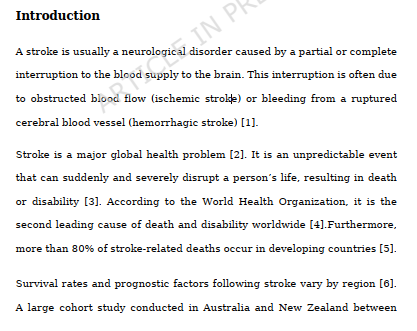 Introduction
A stroke is usually a neurological disorder caused by a partial or complete
interruption to the blood supply to the brain. This interruption is often due
to obstructed blood flow (ischemic stroke) or bleeding from a ruptured
cerebral blood vessel (hemorrhagic stroke) [1].
Stroke is a major global health problem [2]. It is an unpredictable event
that can suddenly and severely disrupt a person's life, resulting in death
or disability [3]. According to the World Health Organization, it is the
second leading cause of death and disability worldwide [4].Furthermore,
more than 80% of stroke-related deaths occur in developing countries [5].
Survival rates and prognostic factors following stroke vary by region [6].
A large cohort study conducted in Australia and New Zealand between
ARTICLE IN PRE